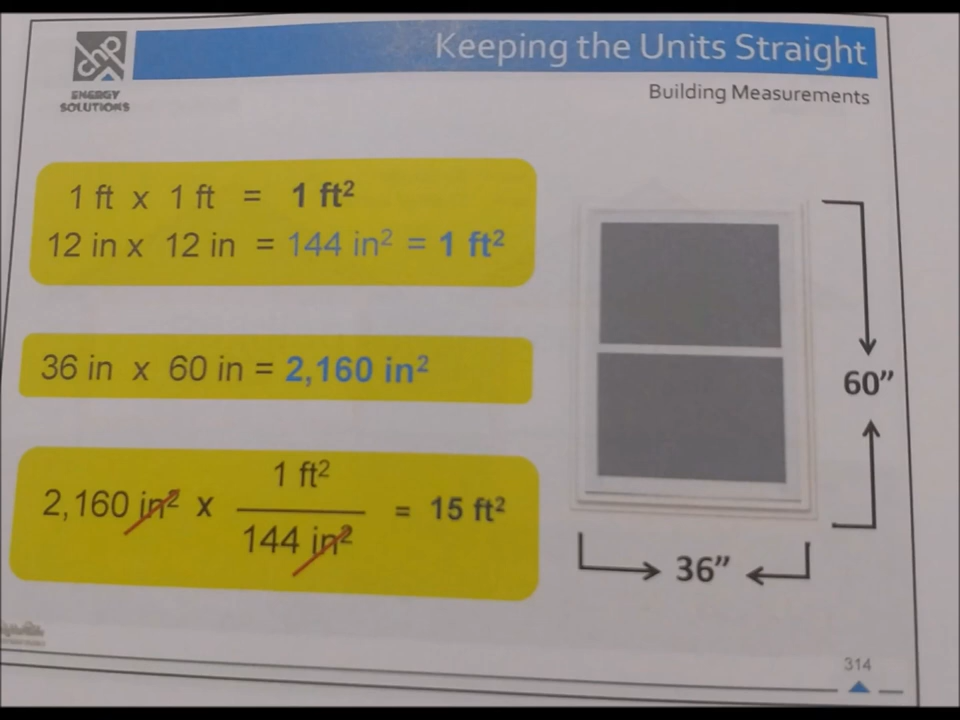 Keeping the Units Straight
ENERGY
SOLUTIONS
Building Measurements
1 ft x 1 ft = 1 ft²
12 in x 12 in = 144 in² = 1 ft²
36 in x 60 in = 2,160 in²
2,160 in² x 1 ft² / 144 in² = 15 ft²
60”
36”
314